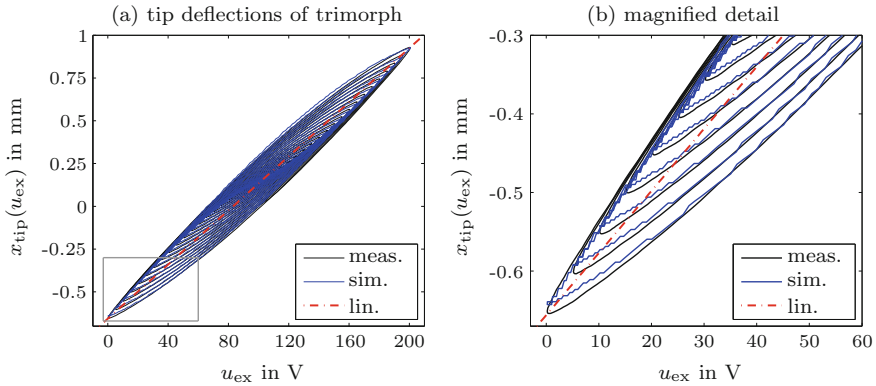 (a) tip deflections of trimorph
1
0.75
0.5
0.25
0
-0.25
-0.5
x_tip(u_ex) in mm
0 40 80 120 160 200
u_ex in V
meas.
sim.
lin.
(b) magnified detail
-0.3
-0.4
-0.5
-0.6
x_tip(u_ex) in mm
0 10 20 30 40 50 60
u_ex in V
meas.
sim.
lin.